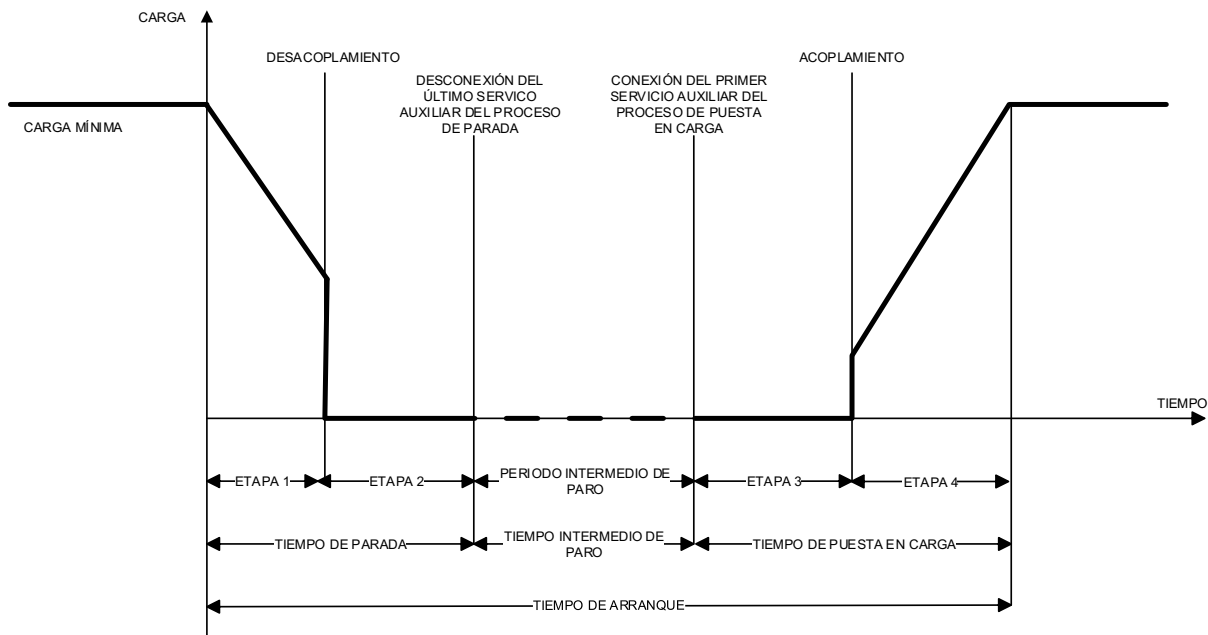 CARGA
DESACOPLAMIENTO
ACOPLAMIENTO
DESCONEXIÓN DEL
ÚLTIMO SERVICO
AUXILIAR DEL PROCESO
DE PARADA
CONEXIÓN DEL PRIMER
SERVICIO AUXILIAR DEL
PROCESO DE PUESTA
EN CARGA
CARGA MÍNIMA
TIEMPO
ETAPA 1
ETAPA 2
PERIODO INTERMEDIO DE
PARO
ETAPA 3
ETAPA 4
TIEMPO DE PARADA
TIEMPO INTERMEDIO DE
PARO
TIEMPO DE PUESTA EN CARGA
TIEMPO DE ARRANQUE